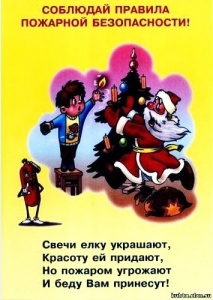 СОБЛЮДАЙ ПРАВИЛА
ПОЖАРНОЙ БЕЗОПАСНОСТИ!
Свечи елку украшают,
Красоту ей придают,
Но пожаром угрожают
И беду Вам принесут!